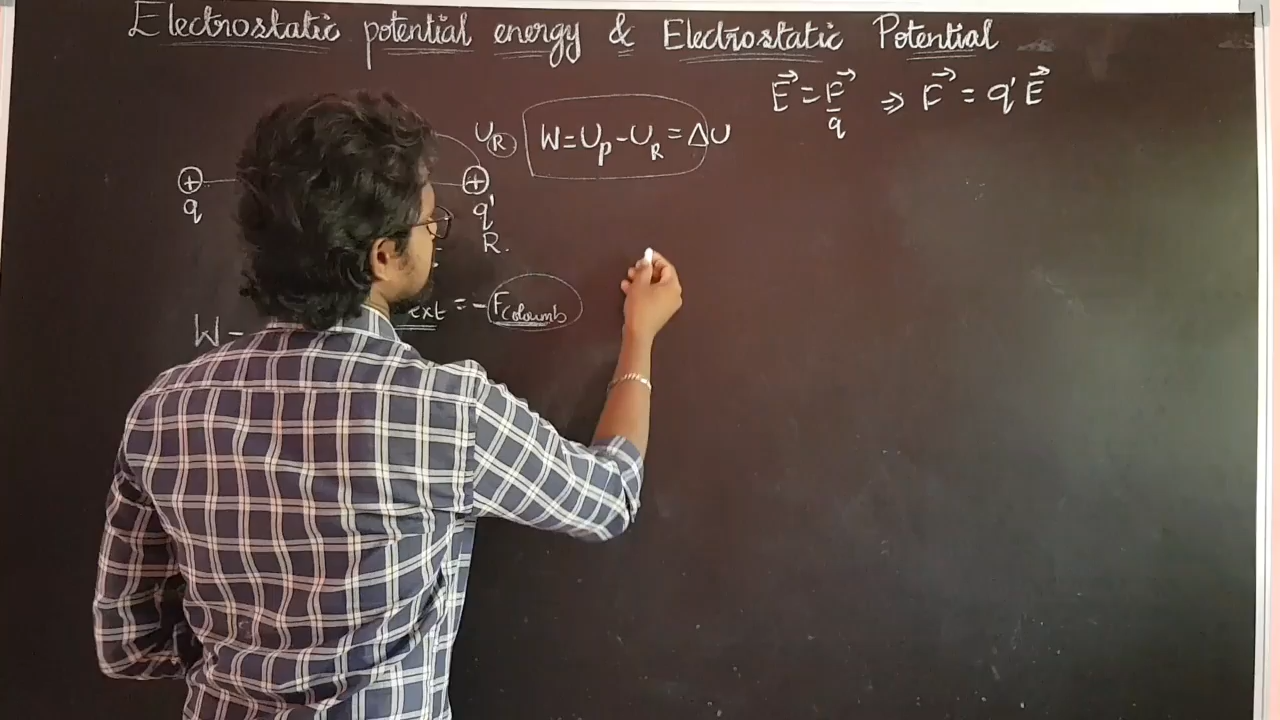 Electrostatic potential energy & Electrostatic Potential
E⃗ = F⃗/q ⇒ F⃗ = q' E⃗
U_R W = U_P - U_R = ΔU
+ +
q q'
R.
W = ext = - F_Coloumb